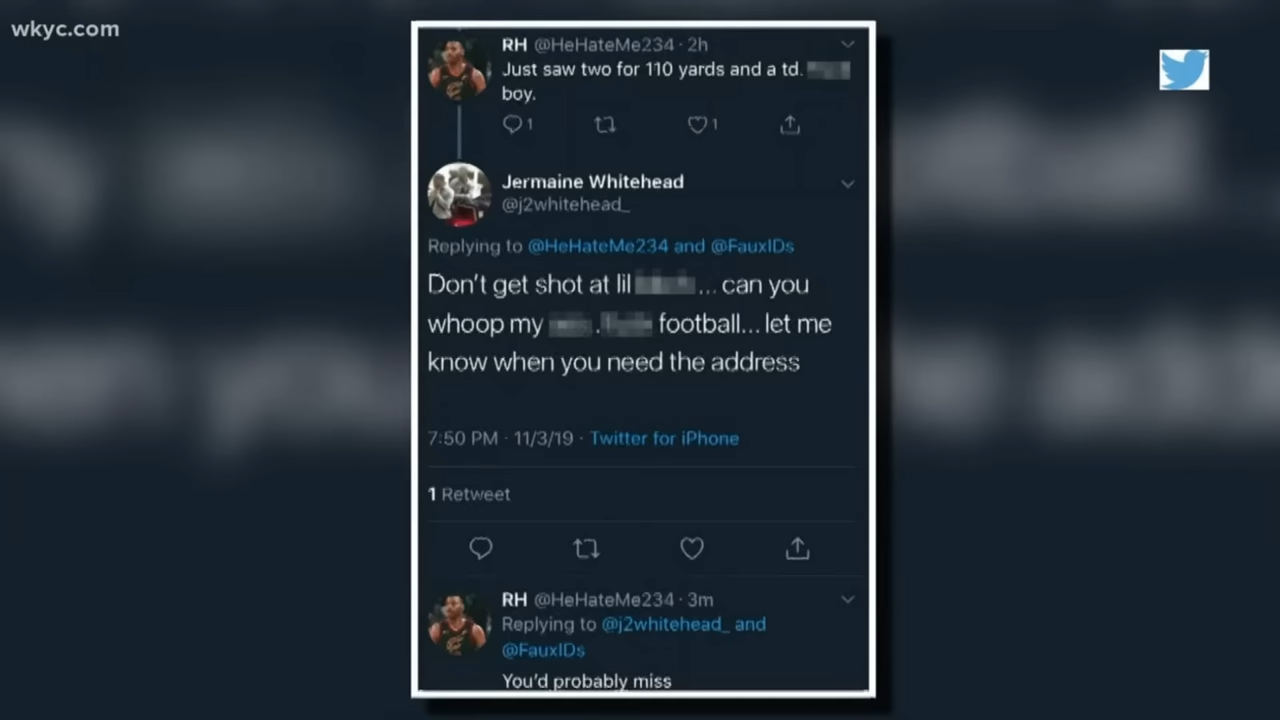 wkyc.com
RH @HeHateMe234 · 2h
Just saw two for 110 yards and a td.
boy.
1 1
Jermaine Whitehead
@j2whitehead_
Replying to @HeHateMe234 and @FauxIDs
Don't get shot at lil ... can you
whoop my . football... let me
know when you need the address
7:50 PM · 11/3/19 · Twitter for iPhone
1 Retweet
RH @HeHateMe234 · 3m
Replying to @j2whitehead_ and
@FauxIDs
You'd probably miss